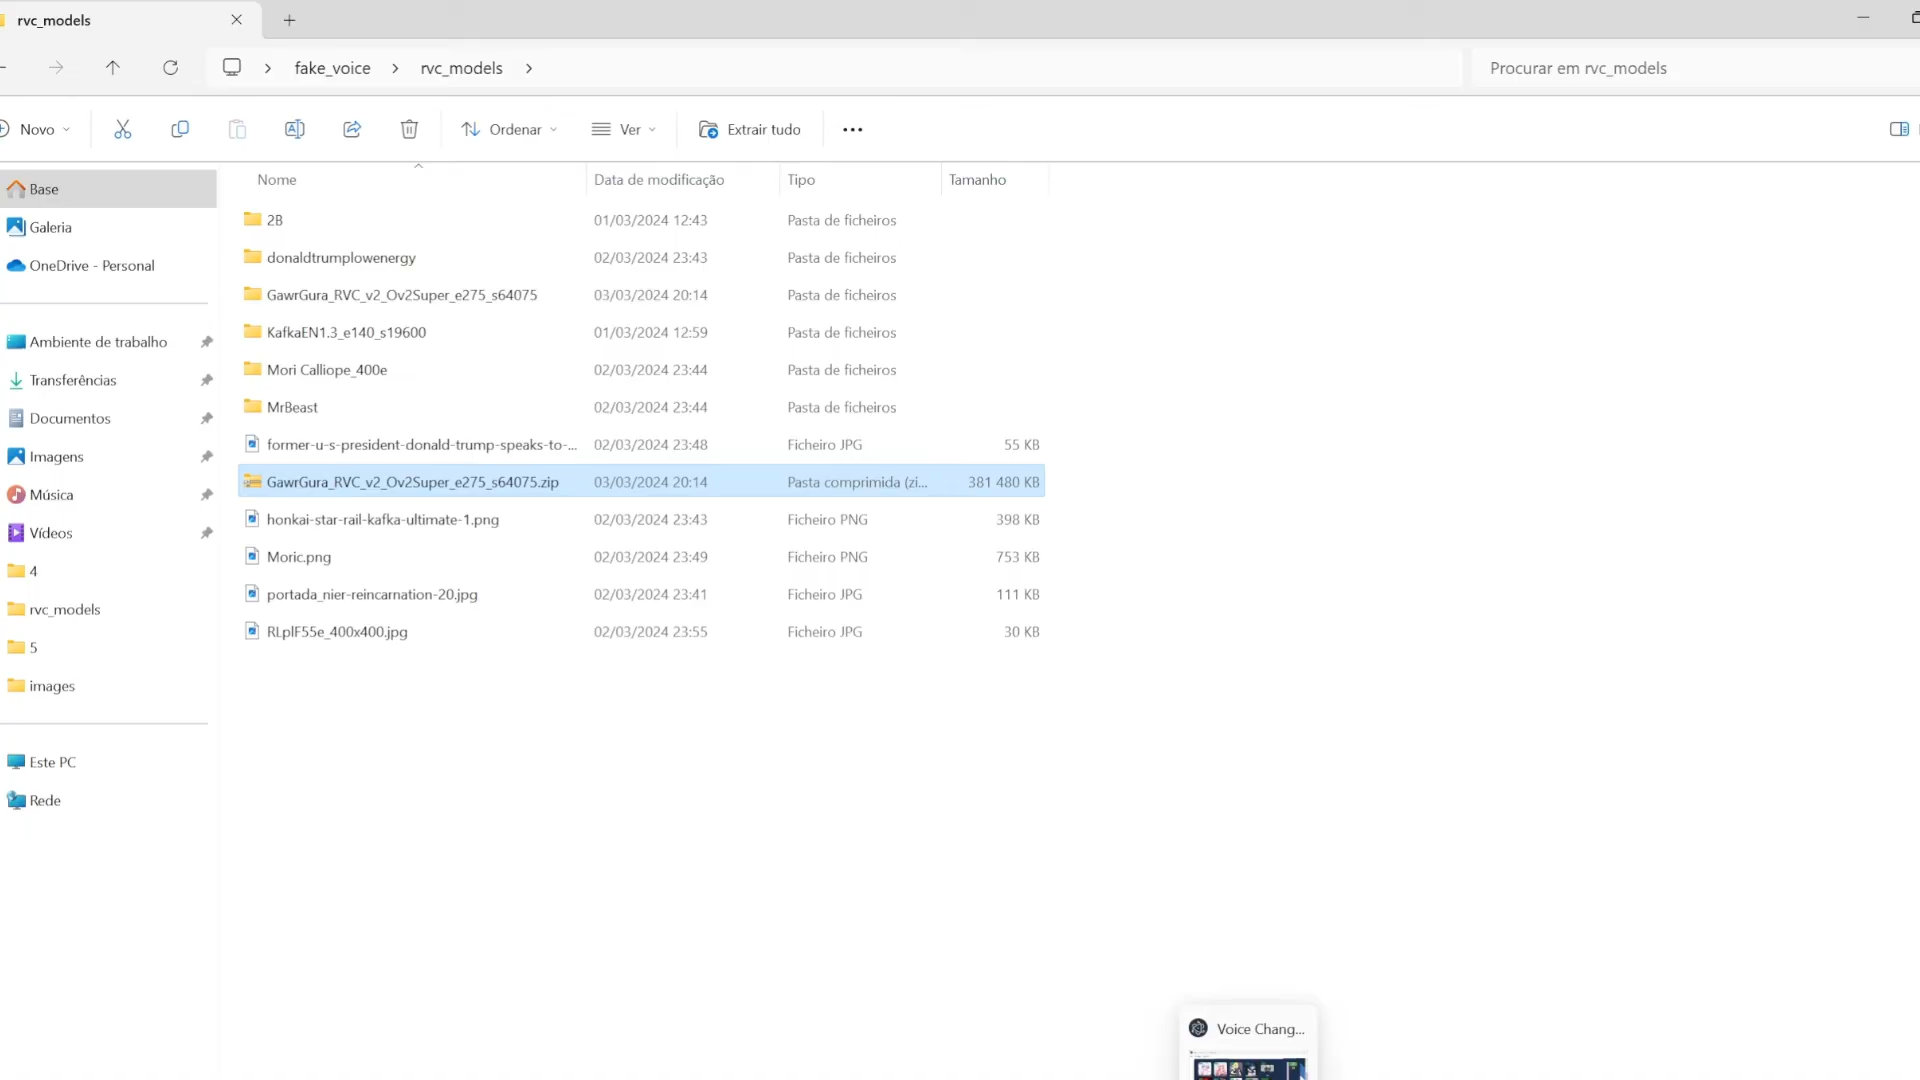 rvc_models
fake_voice
rvc_models
Procurar em rvc_models
Novo
Ordenar
Ver
Extrair tudo
Nome
Data de modificação
Tipo
Tamanho
Base
Galeria
OneDrive - Personal
Ambiente de trabalho
Transferências
Documentos
Imagens
Música
Vídeos
4
rvc_models
5
images
Este PC
Rede
2B 01/03/2024 12:43 Pasta de ficheiros
donaldtrumplowenergy 02/03/2024 23:43 Pasta de ficheiros
GawrGura_RVC_v2_Ov2Super_e275_s64075 03/03/2024 20:14 Pasta de ficheiros
KafkaEN1.3_e140_s19600 01/03/2024 12:59 Pasta de ficheiros
Mori Calliope_400e 02/03/2024 23:44 Pasta de ficheiros
MrBeast 02/03/2024 23:44 Pasta de ficheiros
former-u-s-president-donald-trump-speaks-to-... 02/03/2024 23:48 Ficheiro JPG 55 KB
GawrGura_RVC_v2_Ov2Super_e275_s64075.zip 03/03/2024 20:14 Pasta comprimida (zi... 381 480 KB
honkai-star-rail-kafka-ultimate-1.png 02/03/2024 23:43 Ficheiro PNG 398 KB
Moric.png 02/03/2024 23:49 Ficheiro PNG 753 KB
portada_nier-reincarnation-20.jpg 02/03/2024 23:41 Ficheiro JPG 111 KB
RLplF55e_400x400.jpg 02/03/2024 23:55 Ficheiro JPG 30 KB
Voice Chang...